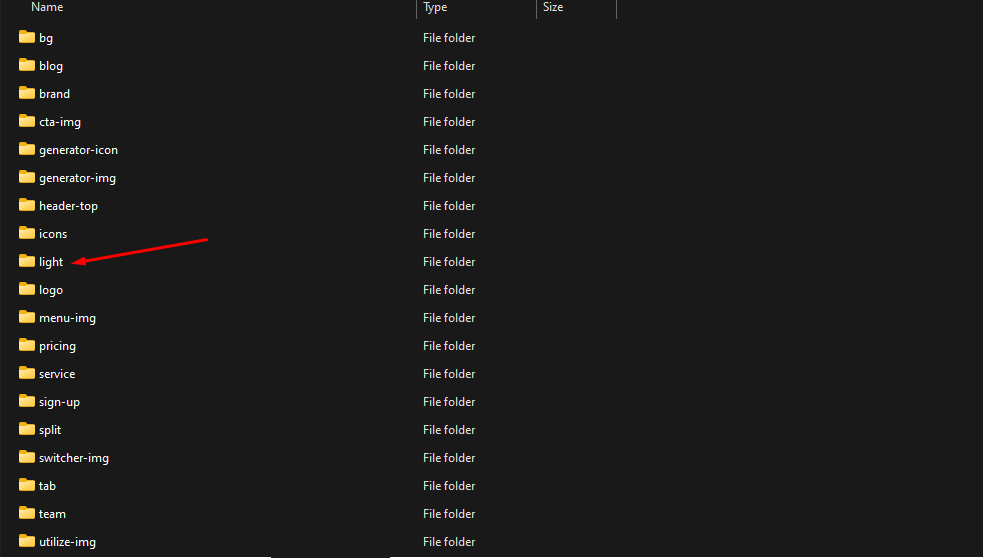 Name Type Size
bg File folder
blog File folder
brand File folder
cta-img File folder
generator-icon File folder
generator-img File folder
header-top File folder
icons File folder
light File folder
logo File folder
menu-img File folder
pricing File folder
service File folder
sign-up File folder
split File folder
switcher-img File folder
tab File folder
team File folder
utilize-img File folder